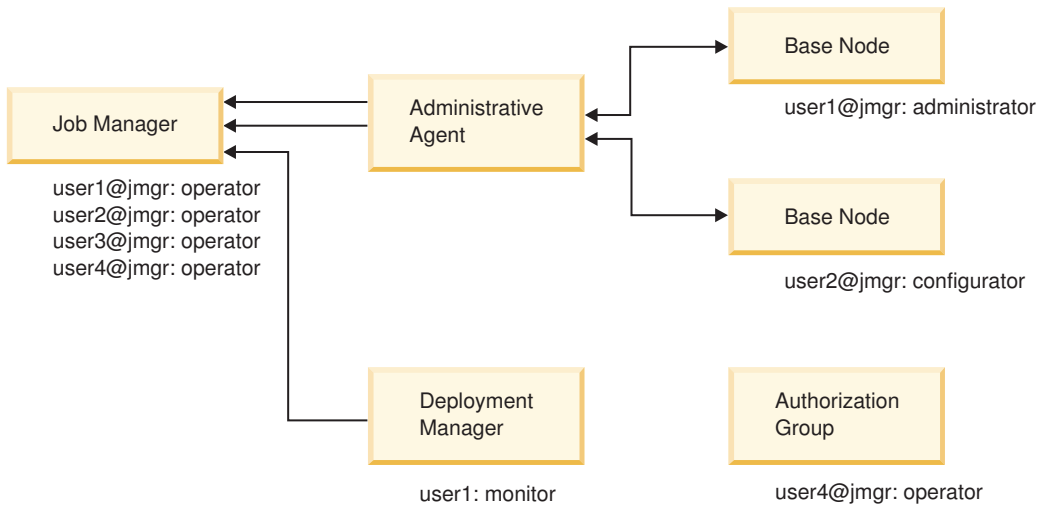 Job Manager
user1@jmgr: operator
user2@jmgr: operator
user3@jmgr: operator
user4@jmgr: operator
Administrative
Agent
Base Node
user1@jmgr: administrator
Base Node
user2@jmgr: configurator
Deployment
Manager
user1: monitor
Authorization
Group
user4@jmgr: operator